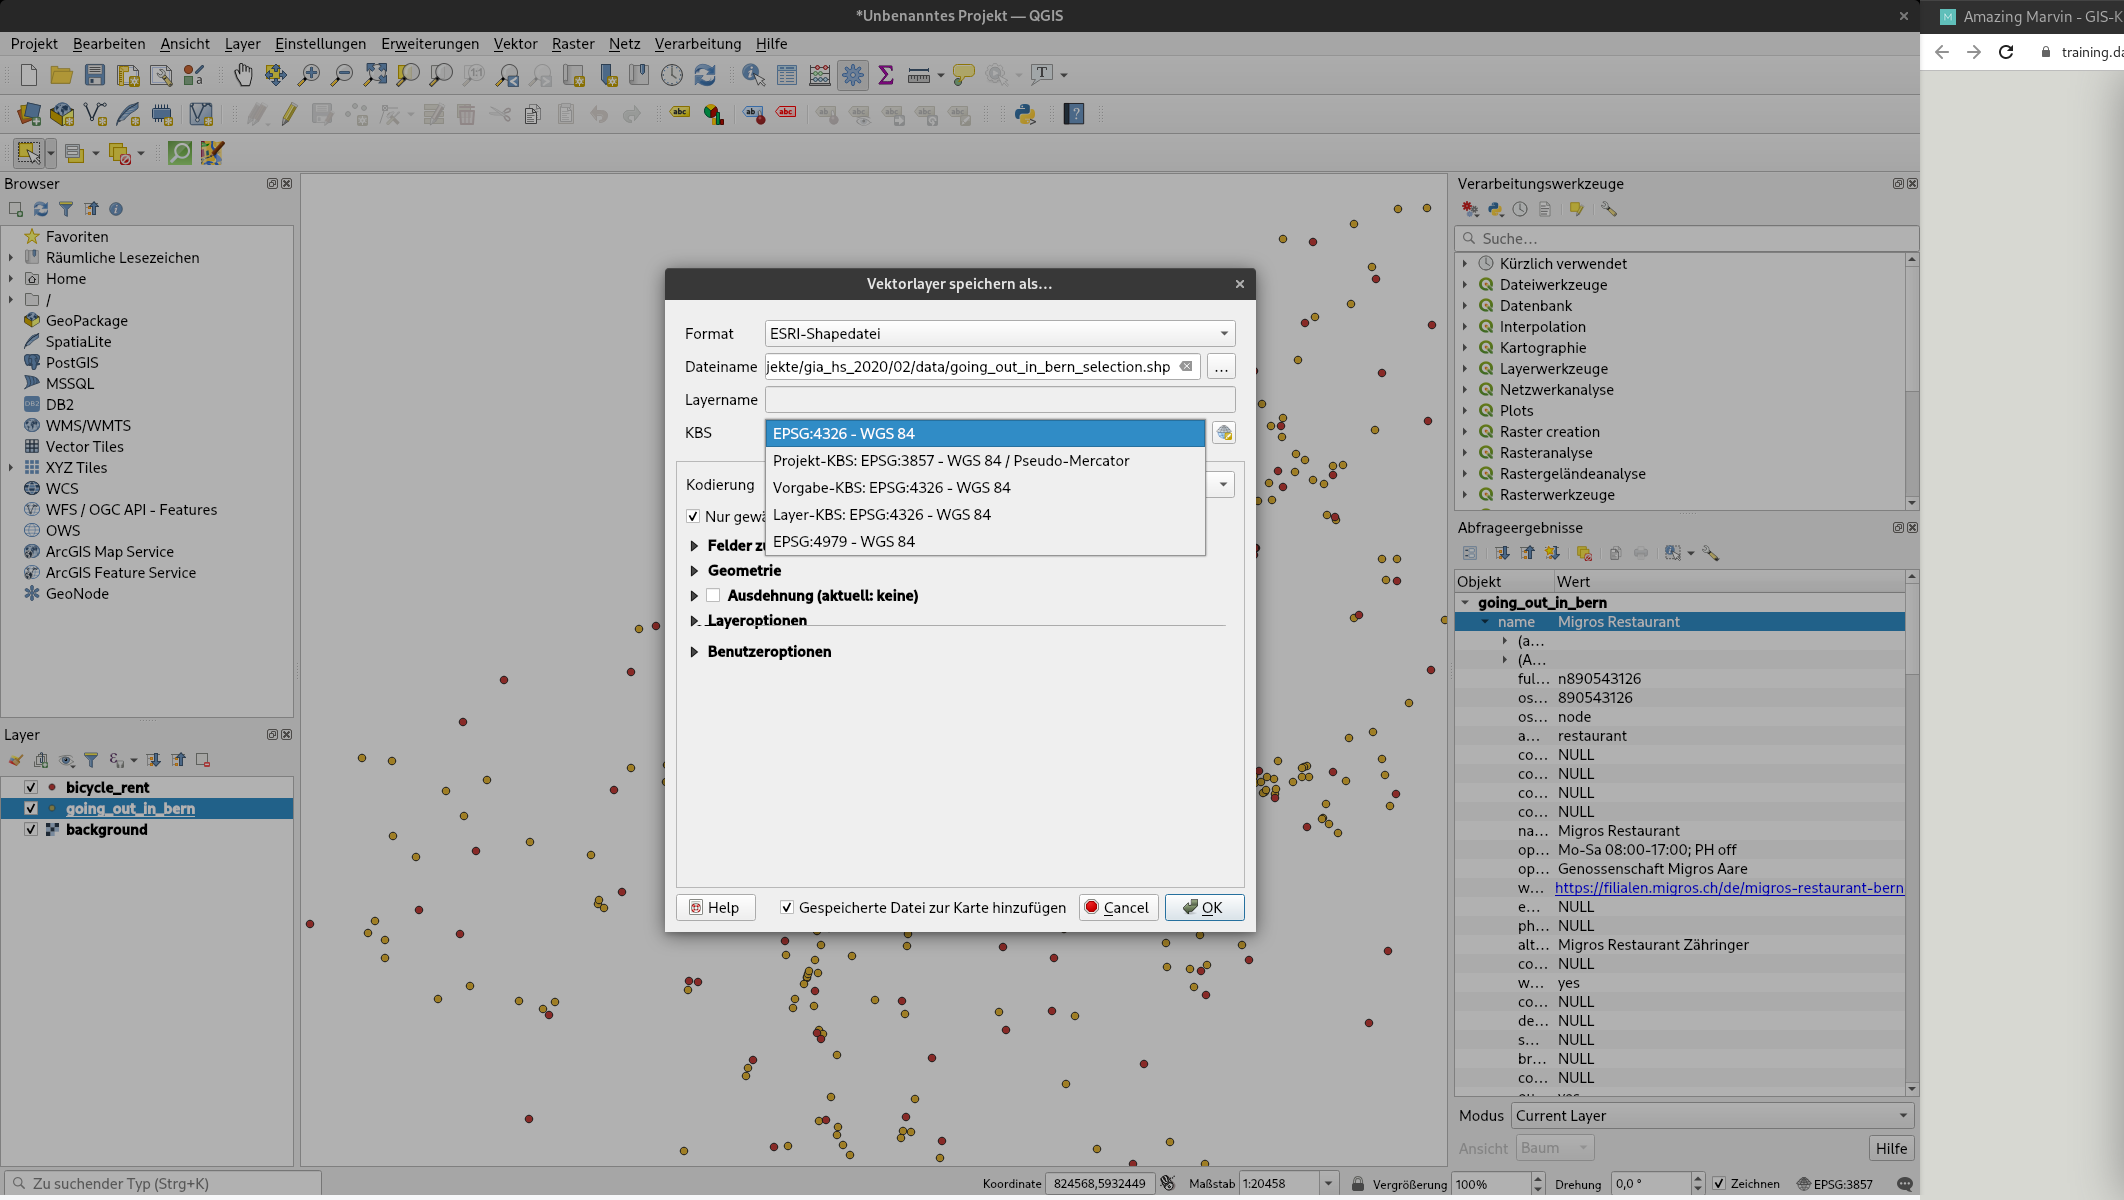 *Unbenanntes Projekt — QGIS
Amazing Marvin - GIS-K
training.da
Projekt Bearbeiten Ansicht Layer Einstellungen Erweiterungen Vektor Raster Netz Verarbeitung Hilfe
Browser
Favoriten
Räumliche Lesezeichen
Home
/
GeoPackage
SpatiaLite
PostGIS
MSSQL
DB2
WMS/WMTS
Vector Tiles
XYZ Tiles
WCS
WFS / OGC API - Features
OWS
ArcGIS Map Service
ArcGIS Feature Service
GeoNode
Layer
bicycle_rent
going_out_in_bern
background
Vektorlayer speichern als…
Format ESRI-Shapedatei
Dateiname jekte/gia_hs_2020/02/data/going_out_in_bern_selection.shp …
Layername
KBS EPSG:4326 - WGS 84
Projekt-KBS: EPSG:3857 - WGS 84 / Pseudo-Mercator
Vorgabe-KBS: EPSG:4326 - WGS 84
Layer-KBS: EPSG:4326 - WGS 84
EPSG:4979 - WGS 84
Kodierung
Nur gewä
Felder zu
Geometrie
Ausdehnung (aktuell: keine)
Layeroptionen
Benutzeroptionen
Help Gespeicherte Datei zur Karte hinzufügen Cancel OK
Verarbeitungswerkzeuge
Suche…
Kürzlich verwendet
Dateiwerkzeuge
Datenbank
Interpolation
Kartographie
Layerwerkzeuge
Netzwerkanalyse
Plots
Raster creation
Rasteranalyse
Rastergeländeanalyse
Rasterwerkzeuge
Abfrageergebnisse
Objekt Wert
going_out_in_bern
name Migros Restaurant
(a…
(A…
ful… n890543126
os… 890543126
os… node
a… restaurant
co… NULL
co… NULL
co… NULL
co… NULL
na… Migros Restaurant
op… Mo-Sa 08:00-17:00; PH off
op… Genossenschaft Migros Aare
w… https://filialen.migros.ch/de/migros-restaurant-bern
e… NULL
ph… NULL
alt… Migros Restaurant Zähringer
co… NULL
w… yes
co… NULL
de… NULL
s… NULL
br… NULL
co… NULL
Modus Current Layer
Ansicht Baum Hilfe
Zu suchender Typ (Strg+K) Koordinate 824568,5932449 Maßstab 1:20458 Vergrößerung 100% Drehung 0,0 ° Zeichnen EPSG:3857